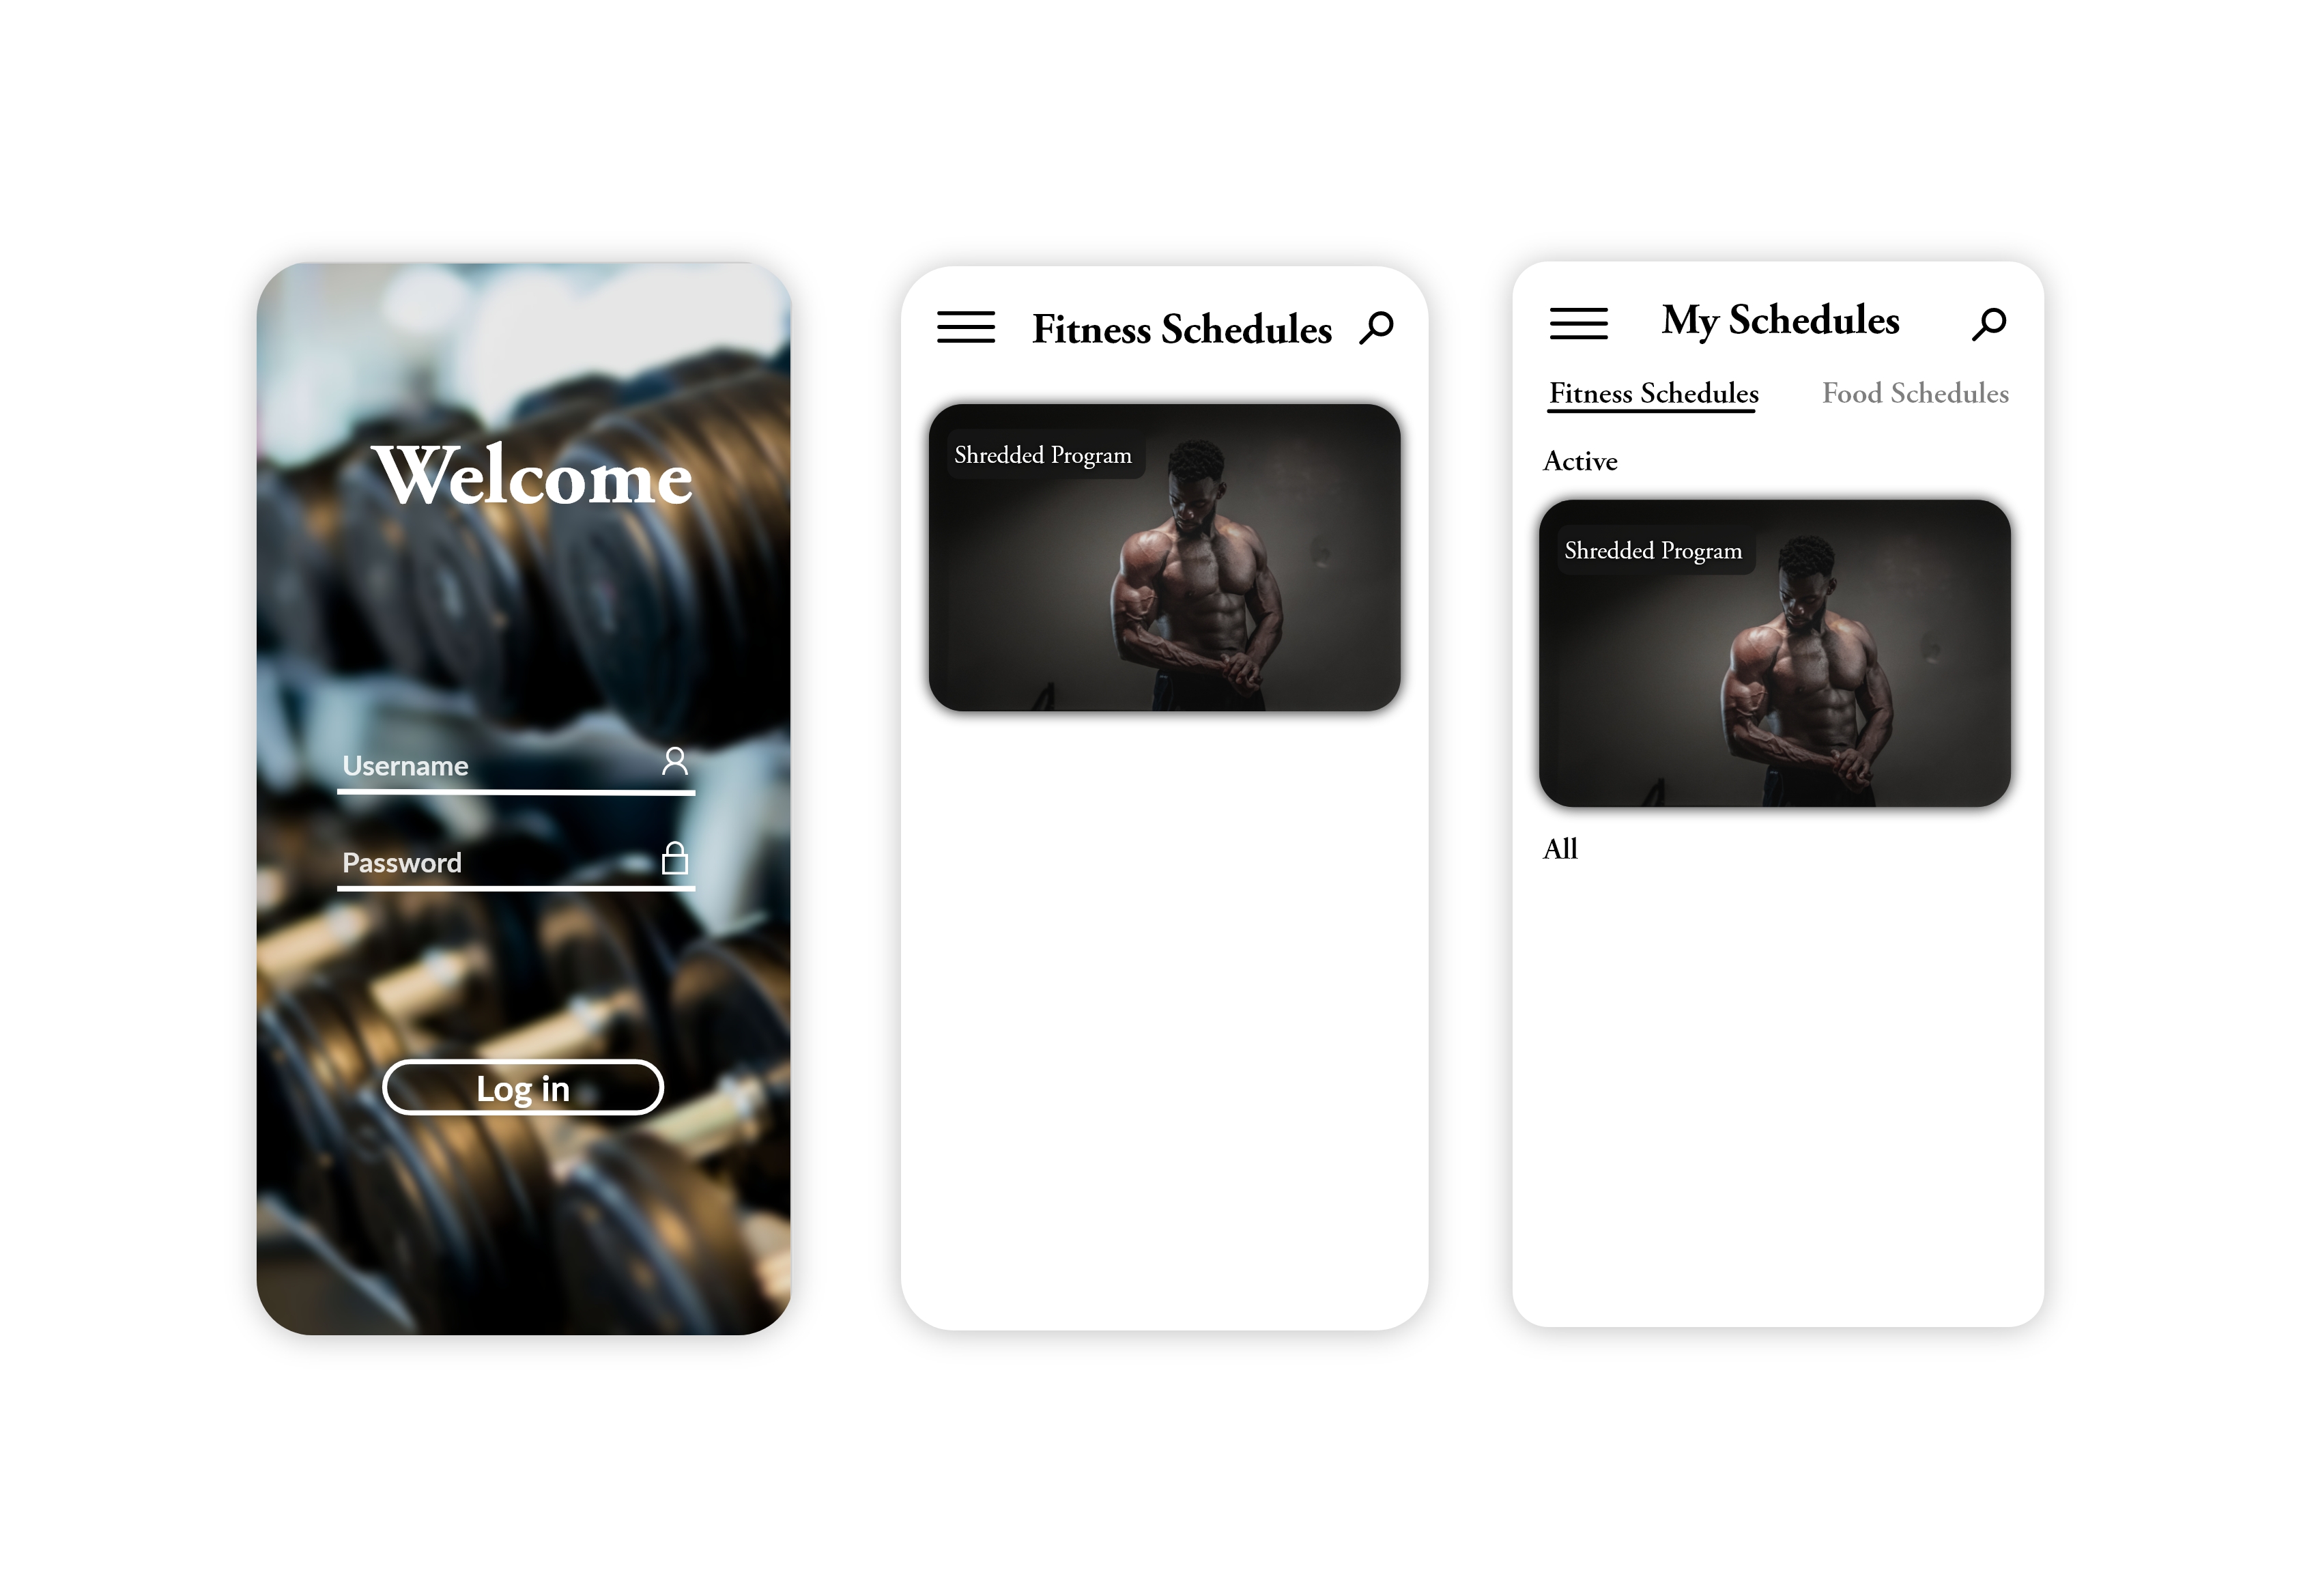 Welcome
Username
Password
Log in
Fitness Schedules
Shredded Program
My Schedules
Fitness Schedules Food Schedules
Active
Shredded Program
All